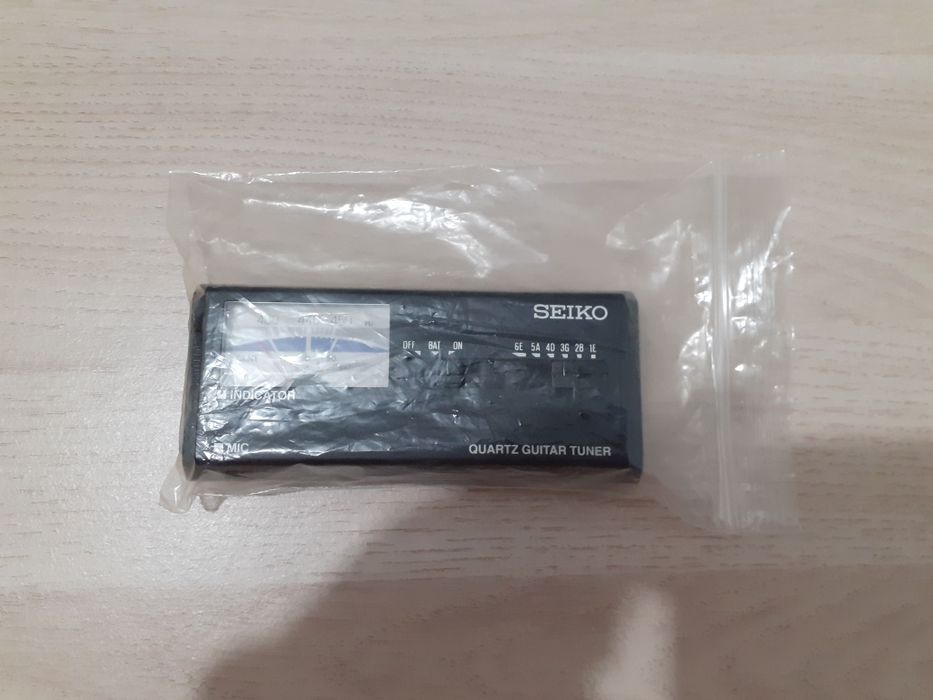 SEIKO
OFF BAT ON
6E 5A 4D 3G 2B 1E
INDICATOR
MIC
QUARTZ GUITAR TUNER